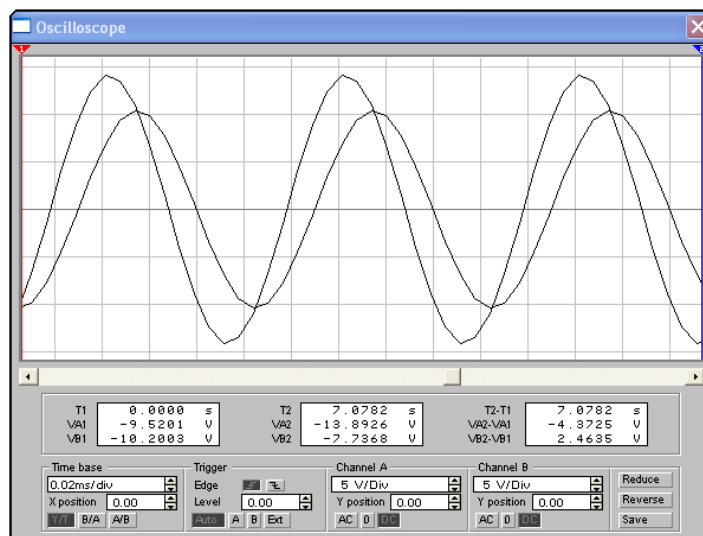 Oscilloscope
1 2
T1 0.0000 s T2 7.0782 s T2-T1 7.0782 s
VA1 -9.5201 V VA2 -13.8926 V VA2-VA1 -4.3725 V
VB1 -10.2003 V VB2 -7.7368 V VB2-VB1 2.4635 V
Time base Trigger Channel A Channel B
0.02ms/div Edge 5 V/Div 5 V/Div Reduce
X position 0.00 Level 0.00 Y position 0.00 Y position 0.00 Reverse
Y/T B/A A/B Auto A B Ext AC 0 DC AC 0 DC Save